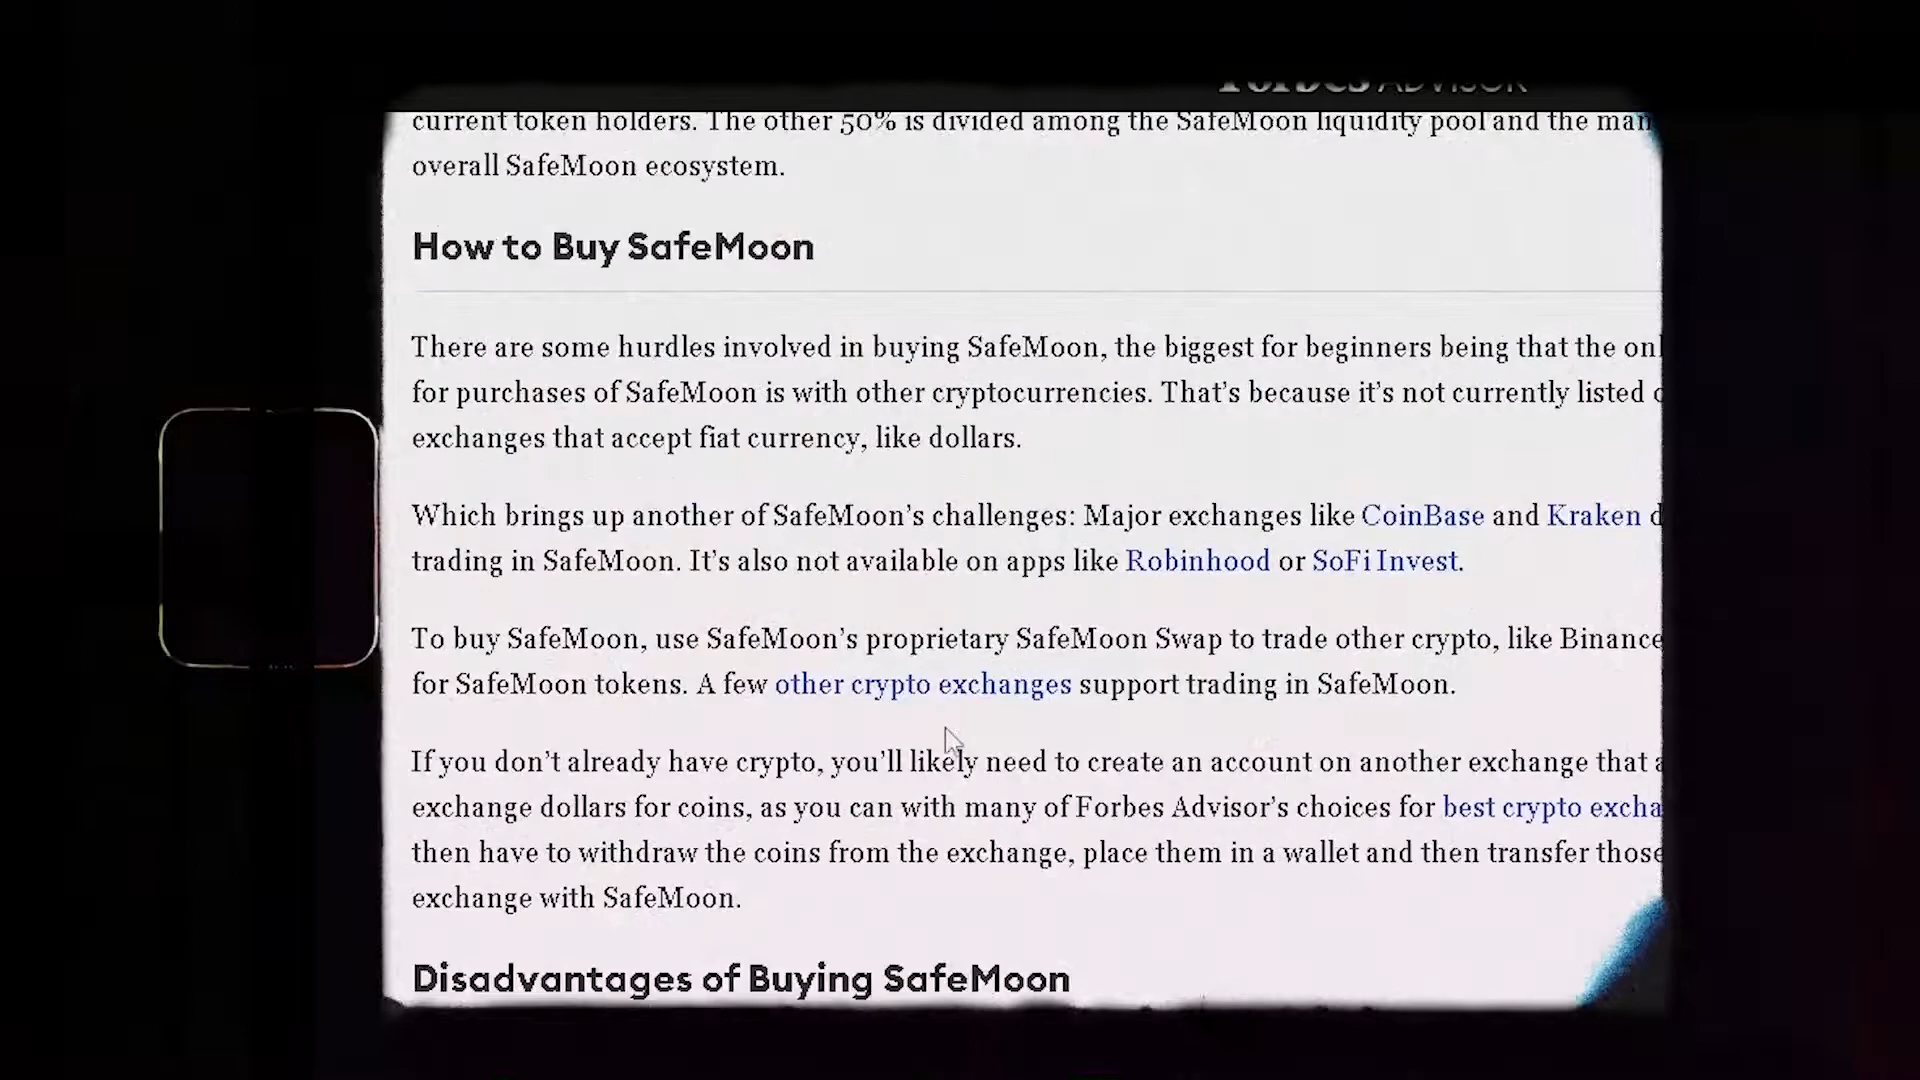 Forbes ADVISOR
current token holders. The other 50% is divided among the SafeMoon liquidity pool and the
overall SafeMoon ecosystem.
How to Buy SafeMoon
There are some hurdles involved in buying SafeMoon, the biggest for beginners being that the
for purchases of SafeMoon is with other cryptocurrencies. That's because it's not currently listed
exchanges that accept fiat currency, like dollars.
Which brings up another of SafeMoon's challenges: Major exchanges like CoinBase and Kraken
trading in SafeMoon. It's also not available on apps like Robinhood or SoFi Invest.
To buy SafeMoon, use SafeMoon's proprietary SafeMoon Swap to trade other crypto, like Binance
for SafeMoon tokens. A few other crypto exchanges support trading in SafeMoon.
If you don't already have crypto, you'll likely need to create an account on another exchange that
exchange dollars for coins, as you can with many of Forbes Advisor's choices for best crypto
then have to withdraw the coins from the exchange, place them in a wallet and then transfer those
exchange with SafeMoon.
Disadvantages of Buying SafeMoon